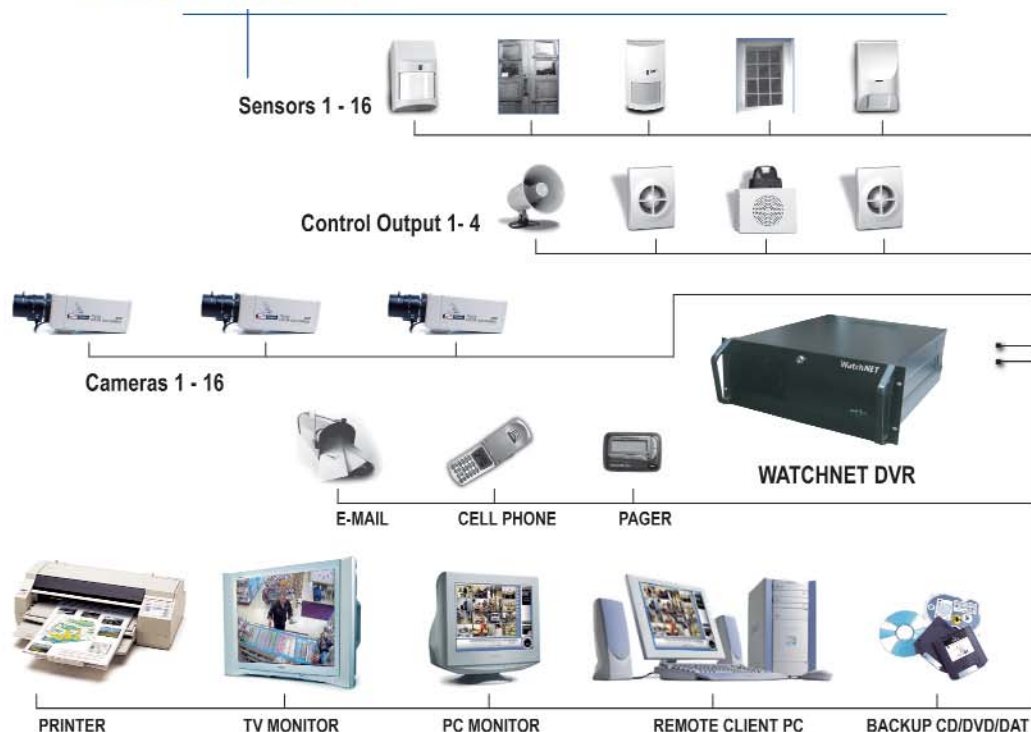 Sensors 1 - 16
Control Output 1- 4
Cameras 1 - 16
WatchNET
WATCHNET DVR
E-MAIL
CELL PHONE
PAGER
PRINTER
TV MONITOR
PC MONITOR
REMOTE CLIENT PC
BACKUP CD/DVD/DAT